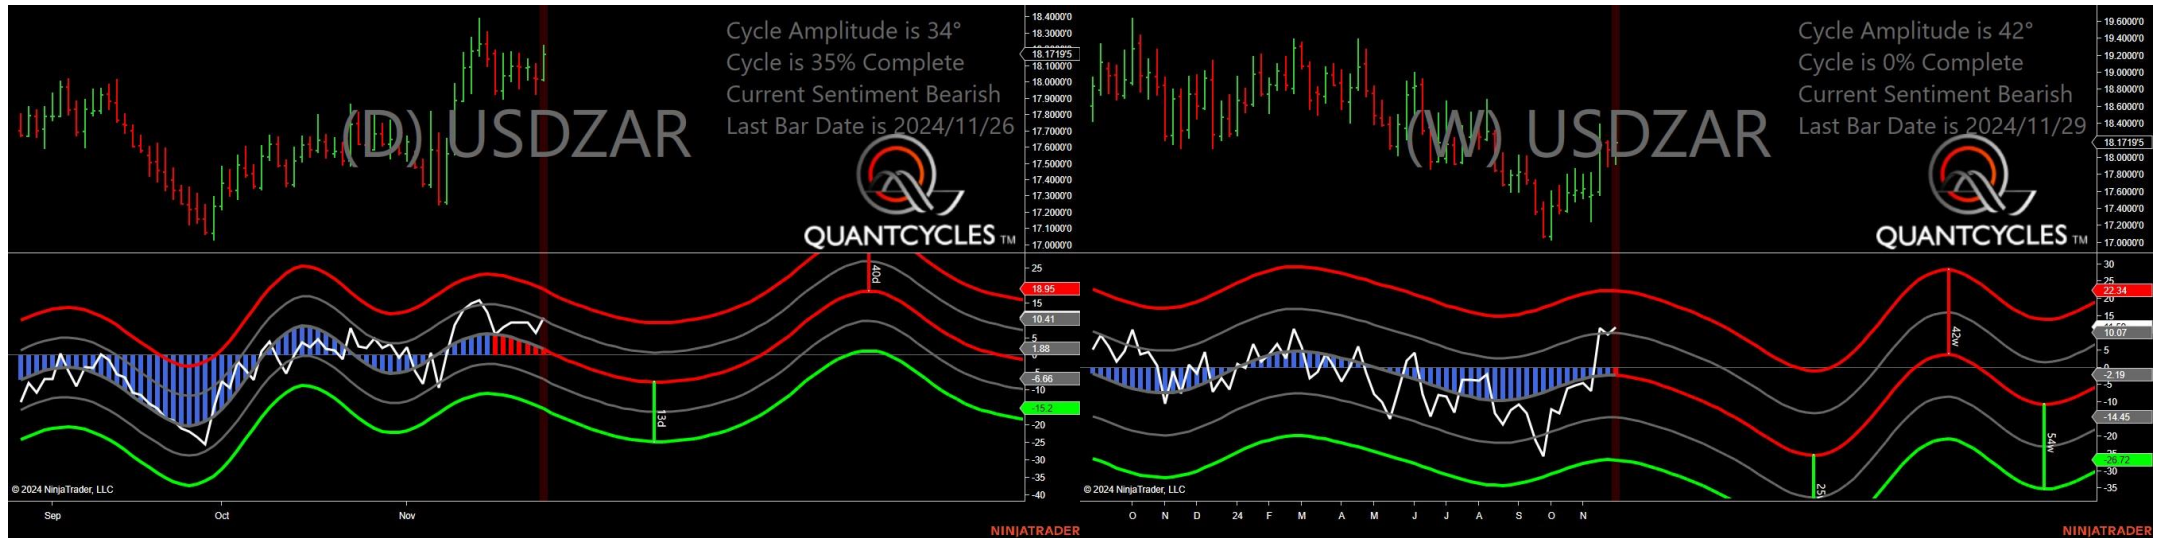 Cycle Amplitude is 34°
Cycle is 35% Complete
Current Sentiment Bearish
Last Bar Date is 2024/11/26
(D) USDZAR
QUANTCYCLES TM
18.4000'0
18.3000'0
18.1719'5
18.1000'0
18.0000'0
17.9000'0
17.8000'0
17.7000'0
17.6000'0
17.5000'0
17.4000'0
17.3000'0
17.2000'0
17.1000'0
17.0000'0
40d
13d
25
18.95
15
10.41
5
1.88
-6.66
-10
-15.2
-20
-25
-30
-35
-40
© 2024 NinjaTrader, LLC
Sep Oct Nov
NINJATRADER
Cycle Amplitude is 42°
Cycle is 0% Complete
Current Sentiment Bearish
Last Bar Date is 2024/11/29
(W) USDZAR
QUANTCYCLES TM
19.6000'0
19.4000'0
19.2000'0
19.0000'0
18.8000'0
18.6000'0
18.4000'0
18.1719'5
18.0000'0
17.8000'0
17.6000'0
17.4000'0
17.2000'0
17.0000'0
42w
54w
30
25
22.34
20
15
10.07
5
-2.19
-5
-10
-14.45
-20
-26.72
-30
-35
© 2024 NinjaTrader, LLC
O N D 24 F M A M J J A S O N
NINJATRADER